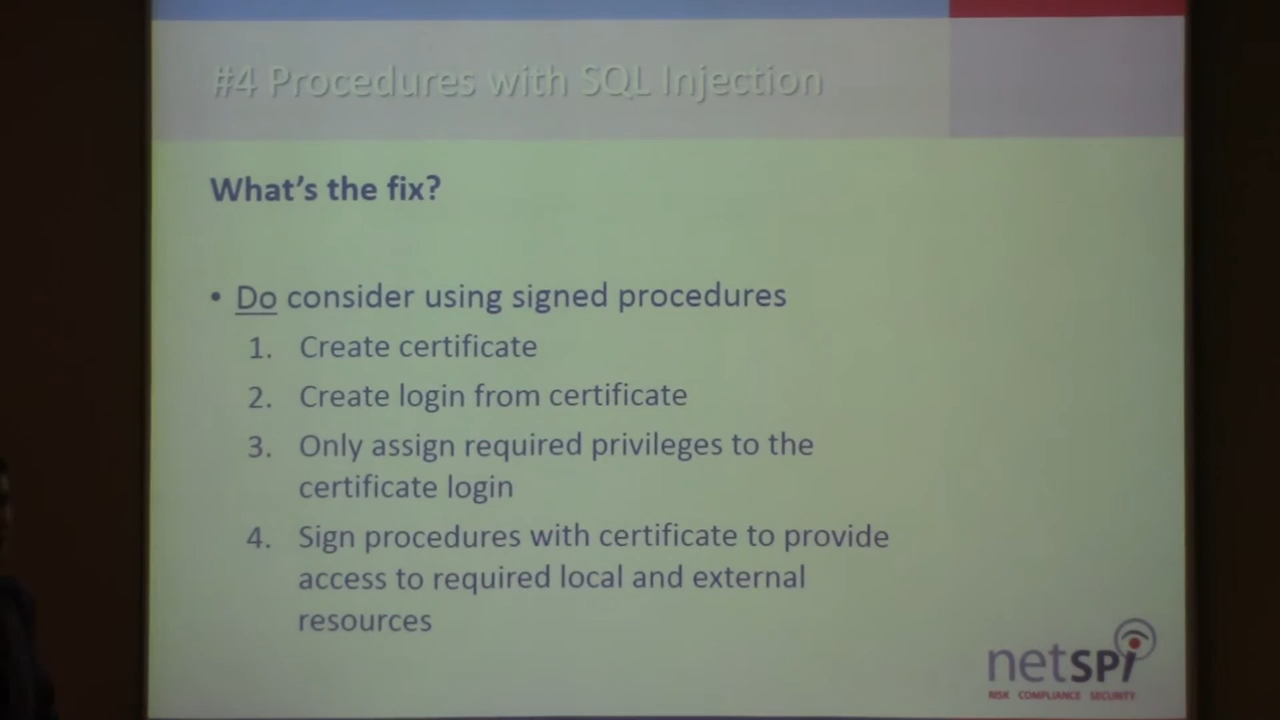 #4 Procedures with SQL Injection
What's the fix?
• Do consider using signed procedures
1. Create certificate
2. Create login from certificate
3. Only assign required privileges to the
certificate login
4. Sign procedures with certificate to provide
access to required local and external
resources
netSPi
RISK COMPLIANCE SECURITY